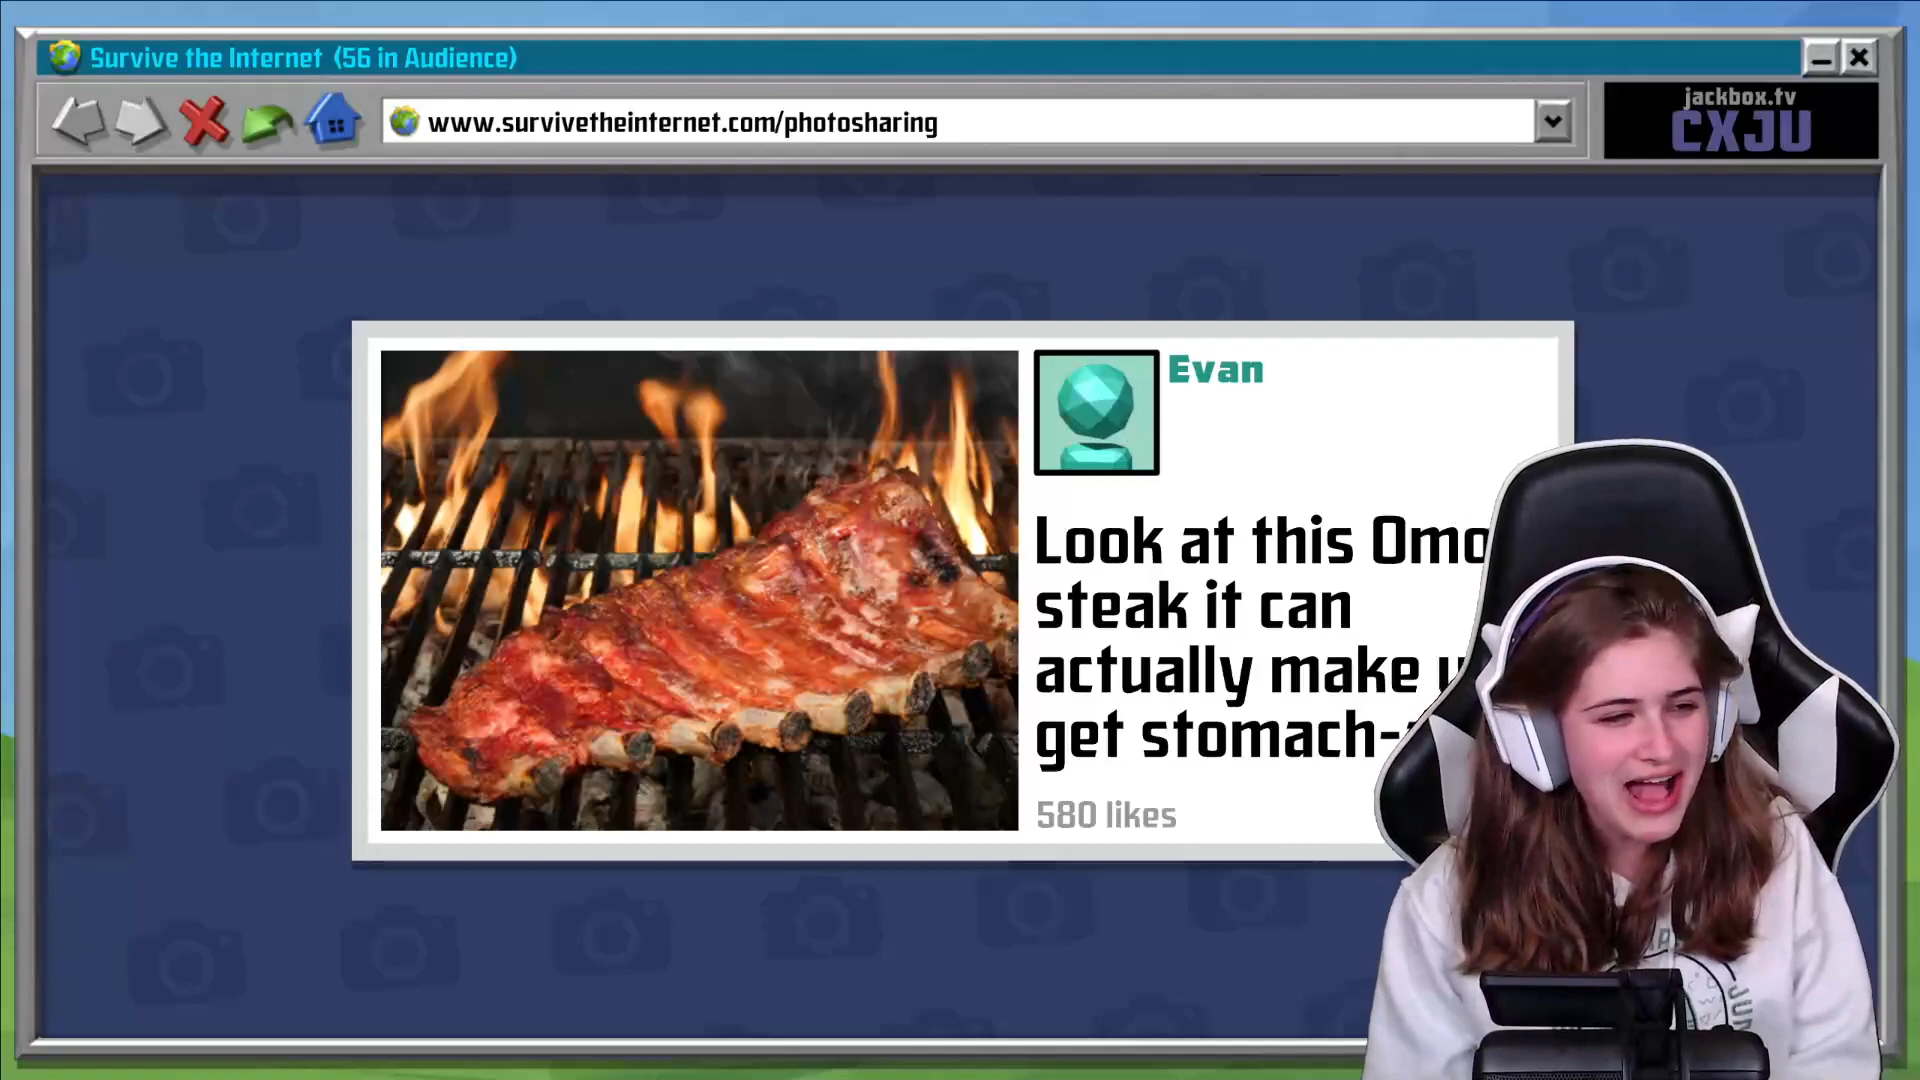 Survive the Internet (56 in Audience)
www.survivetheinternet.com/photosharing
jackbox.tv
CXJU
Evan
Look at this
steak it can
actually make
get
580 likes